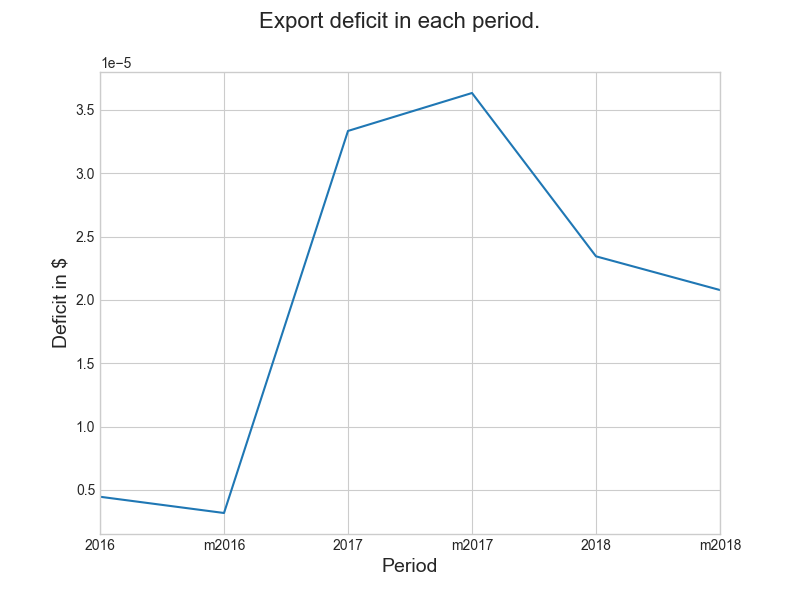 Export deficit in each period.
1e−5
3.5
3.0
2.5
2.0
1.5
1.0
0.5
Deficit in $
2016 m2016 2017 m2017 2018 m2018
Period